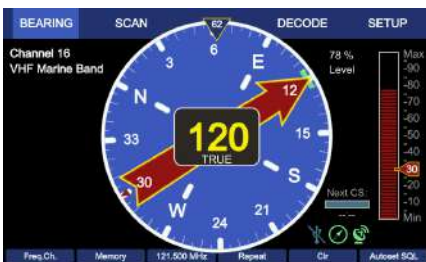 BEARING
SCAN
62
DECODE
SETUP
Channel 16
VHF Marine Band
78 %
Level
Max
-90
-80
-70
-60
-50
-40
30
-20
-10
Min
6
3
E
12
N
33
120
TRUE
15
30
S
W
24
21
Next CS:
--.--
Freq.Ch.
Memory
121.500 MHz
Repeat
Clr
Autoset SQL